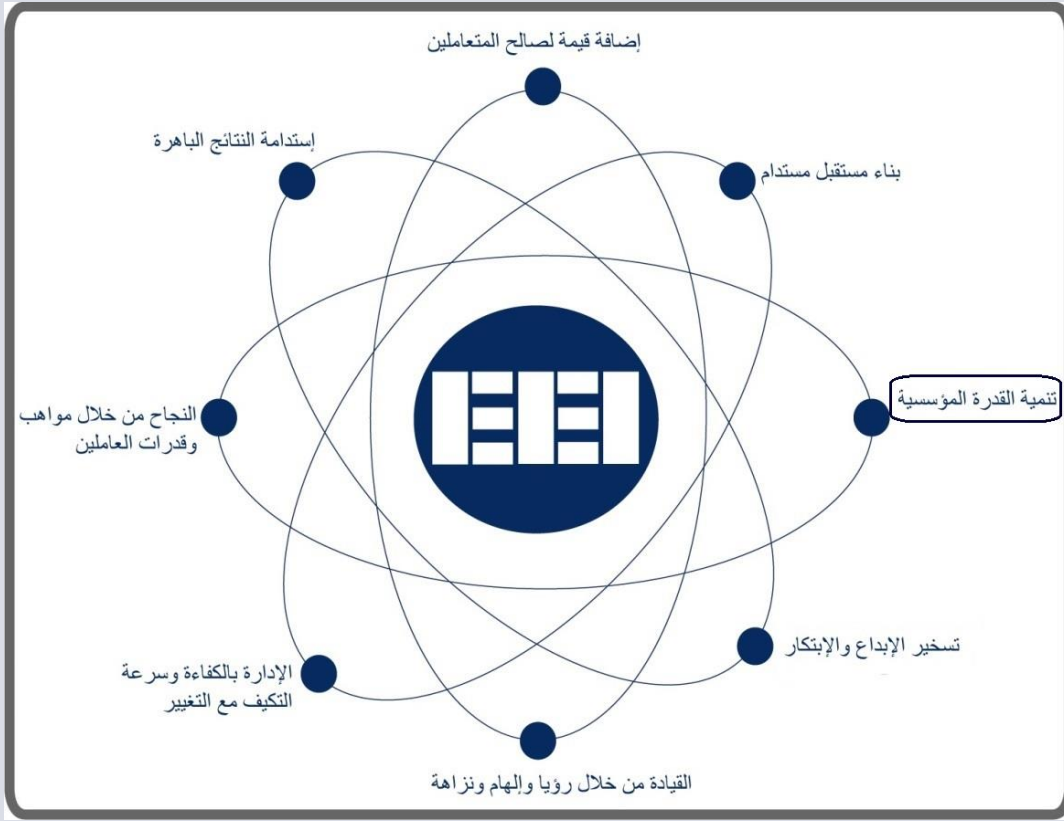 إضافة قيمة لصالح المتعاملين
بناء مستقبل مستدام
إستدامة النتائج الباهرة
تنمية القدرة المؤسسية
النجاح من خلال مواهب
وقدرات العاملين
تسخير الإبداع والإبتكار
الإدارة بالكفاءة وسرعة
التكيف مع التغيير
القيادة من خلال رؤيا وإلهام ونزاهة